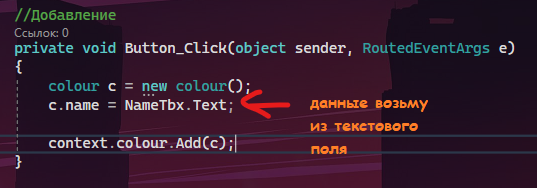 //Добавление
Ссылок: 0
private void Button_Click(object sender, RoutedEventArgs e)
{
colour c = new colour();
c.name = NameTbx.Text;
данные возьму
из текстового
поля
context.colour.Add(c);
}